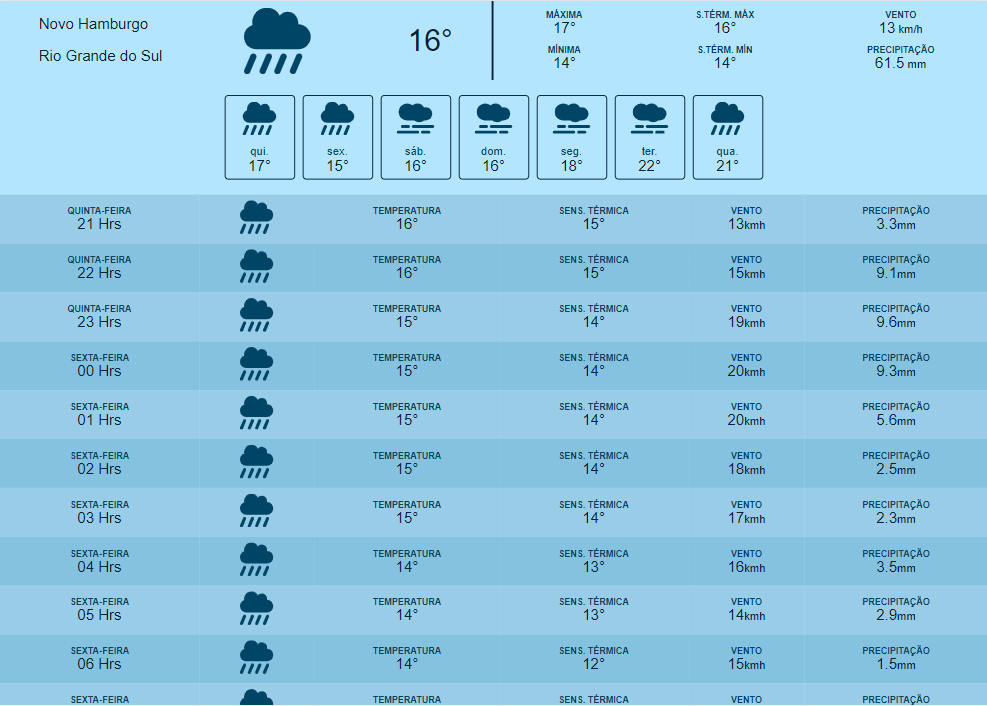 Novo Hamburgo
Rio Grande do Sul
16°
MÁXIMA
17°
MÍNIMA
14°
S.TÉRM. MÁX
16°
S.TÉRM. MÍN
14°
VENTO
13 km/h
PRECIPITAÇÃO
61.5 mm
qui.
17°
sex.
15°
sáb.
16°
dom.
16°
seg.
18°
ter.
22°
qua.
21°
QUINTA-FEIRA TEMPERATURA SENS. TÉRMICA VENTO PRECIPITAÇÃO
21 Hrs 16° 15° 13kmh 3.3mm
QUINTA-FEIRA TEMPERATURA SENS. TÉRMICA VENTO PRECIPITAÇÃO
22 Hrs 16° 15° 15kmh 9.1mm
QUINTA-FEIRA TEMPERATURA SENS. TÉRMICA VENTO PRECIPITAÇÃO
23 Hrs 15° 14° 19kmh 9.6mm
SEXTA-FEIRA TEMPERATURA SENS. TÉRMICA VENTO PRECIPITAÇÃO
00 Hrs 15° 14° 20kmh 9.3mm
SEXTA-FEIRA TEMPERATURA SENS. TÉRMICA VENTO PRECIPITAÇÃO
01 Hrs 15° 14° 20kmh 5.6mm
SEXTA-FEIRA TEMPERATURA SENS. TÉRMICA VENTO PRECIPITAÇÃO
02 Hrs 15° 14° 18kmh 2.5mm
SEXTA-FEIRA TEMPERATURA SENS. TÉRMICA VENTO PRECIPITAÇÃO
03 Hrs 15° 14° 17kmh 2.3mm
SEXTA-FEIRA TEMPERATURA SENS. TÉRMICA VENTO PRECIPITAÇÃO
04 Hrs 14° 13° 16kmh 3.5mm
SEXTA-FEIRA TEMPERATURA SENS. TÉRMICA VENTO PRECIPITAÇÃO
05 Hrs 14° 13° 14kmh 2.9mm
SEXTA-FEIRA TEMPERATURA SENS. TÉRMICA VENTO PRECIPITAÇÃO
06 Hrs 14° 12° 15kmh 1.5mm
SEXTA-FEIRA TEMPERATURA SENS. TÉRMICA VENTO PRECIPITAÇÃO